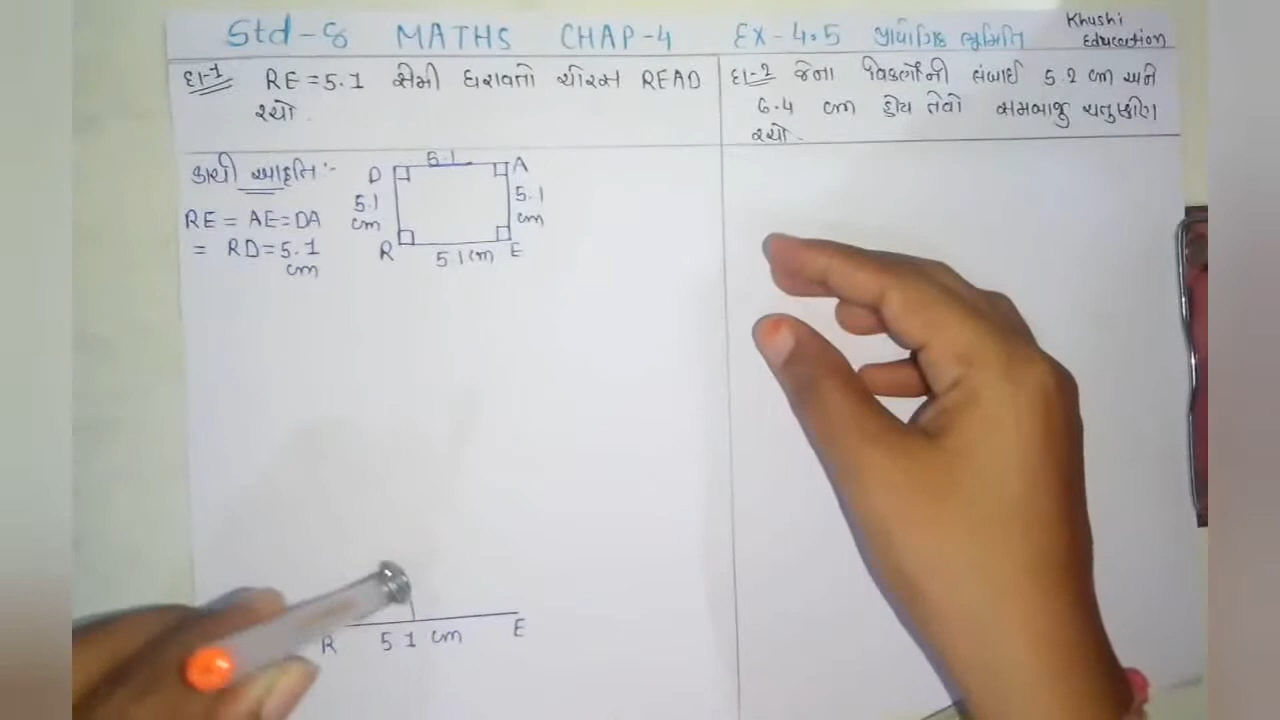 Std-8 MATHS CHAP-4 EX-4.5 પ્રાયોગિક ભૂમિતિ
Khushi
Education
દા-1 RE=5.1 સેમી ધરાવતો ચોરસ READ
રચો.
દા-2 જેના વિકર્ણોની લંબાઈ 5.2 cm અને
6.4 cm હોય તેવો સમબાજુ ચતુષ્કોણ
રચો.
કાચી આકૃતિ:-
RE = AE = DA
= RD = 5.1
cm
D 5.1 A
5.1
cm
5.1
cm
R 5.1 cm E
R 5 1 cm E